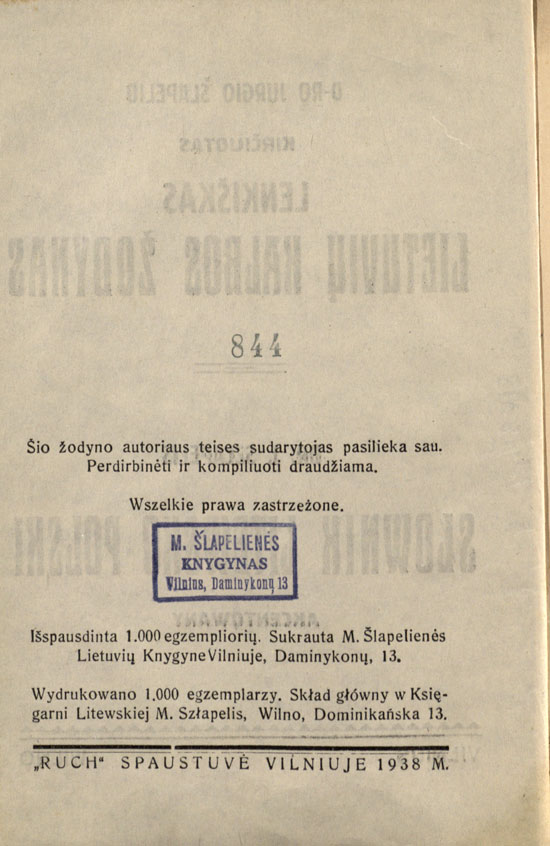 844
Šio žodyno autoriaus teises sudarytojas pasilieka sau.
Perdirbinėti ir kompiliuoti draudžiama.
Wszelkie prawa zastrzeżone.
M. ŠLAPELIENĖS
KNYGYNAS
Vilnius, Daminykonų 13
Išspausdinta 1.000 egzempliorių. Sukrauta M. Šlapelienės
Lietuvių Knygyne Vilniuje, Daminykonų, 13.
Wydrukowano 1.000 egzemplarzy. Skład główny w Księ-
garni Litewskiej M. Szłapelis, Wilno, Dominikańska 13.
„RUCH“ SPAUSTUVĖ VILNIUJE 1938 M.